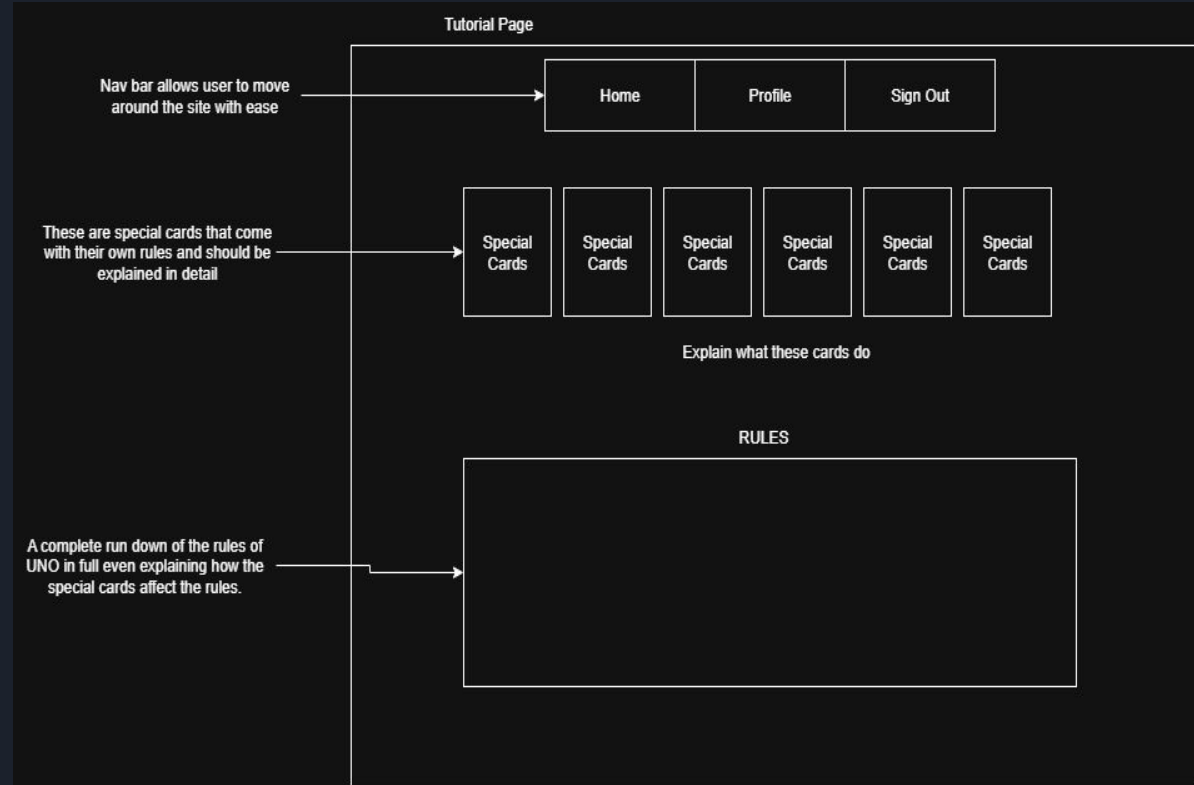 Tutorial Page
Nav bar allows user to move
around the site with ease
Home
Profile
Sign Out
These are special cards that come
with their own rules and should be
explained in detail
Special
Cards
Special
Cards
Special
Cards
Special
Cards
Special
Cards
Special
Cards
Explain what these cards do
RULES
A complete run down of the rules of
UNO in full even explaining how the
special cards affect the rules.